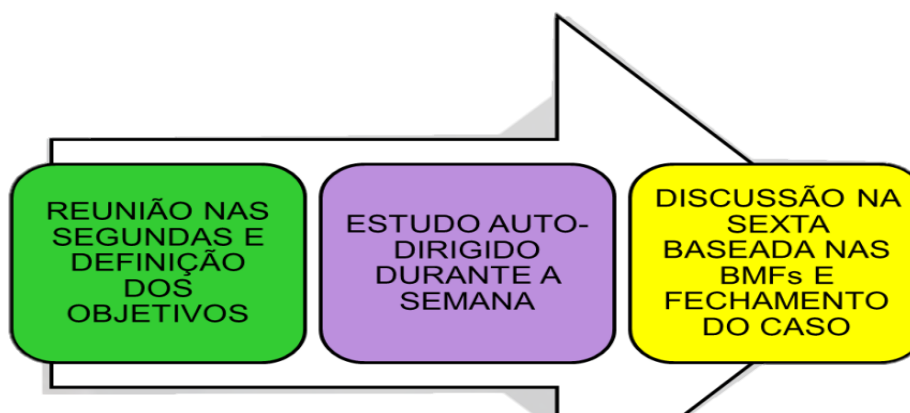 REUNIÃO NAS
SEGUNDAS E
DEFINIÇÃO
DOS
OBJETIVOS
ESTUDO AUTO-
DIRIGIDO
DURANTE A
SEMANA
DISCUSSÃO NA
SEXTA
BASEADA NAS
BMFs E
FECHAMENTO
DO CASO